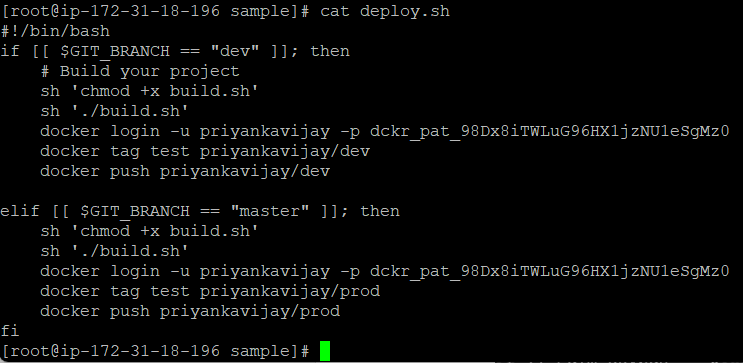 [root@ip-172-31-18-196 sample]# cat deploy.sh
#!/bin/bash
if [[ $GIT_BRANCH == "dev" ]]; then
    # Build your project
    sh 'chmod +x build.sh'
    sh './build.sh'
    docker login -u priyankavijay -p dckr_pat_98Dx8iTWLuG96HX1jzNU1eSgMz0
    docker tag test priyankavijay/dev
    docker push priyankavijay/dev

elif [[ $GIT_BRANCH == "master" ]]; then
    sh 'chmod +x build.sh'
    sh './build.sh'
    docker login -u priyankavijay -p dckr_pat_98Dx8iTWLuG96HX1jzNU1eSgMz0
    docker tag test priyankavijay/prod
    docker push priyankavijay/prod
fi
[root@ip-172-31-18-196 sample]#